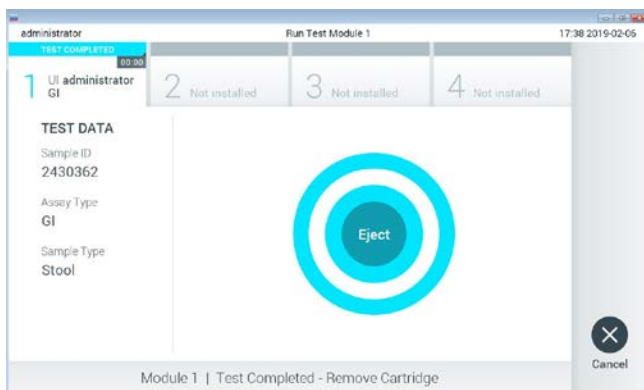 administrator Run Test Module 1 17:38 2019-02-06
TEST COMPLETED
00:00
1 UI administrator
GI
2 Not installed
3 Not installed
4 Not installed
TEST DATA
Sample ID
2430362
Assay Type
GI
Sample Type
Stool
Eject
Cancel
Module 1 | Test Completed - Remove Cartridge